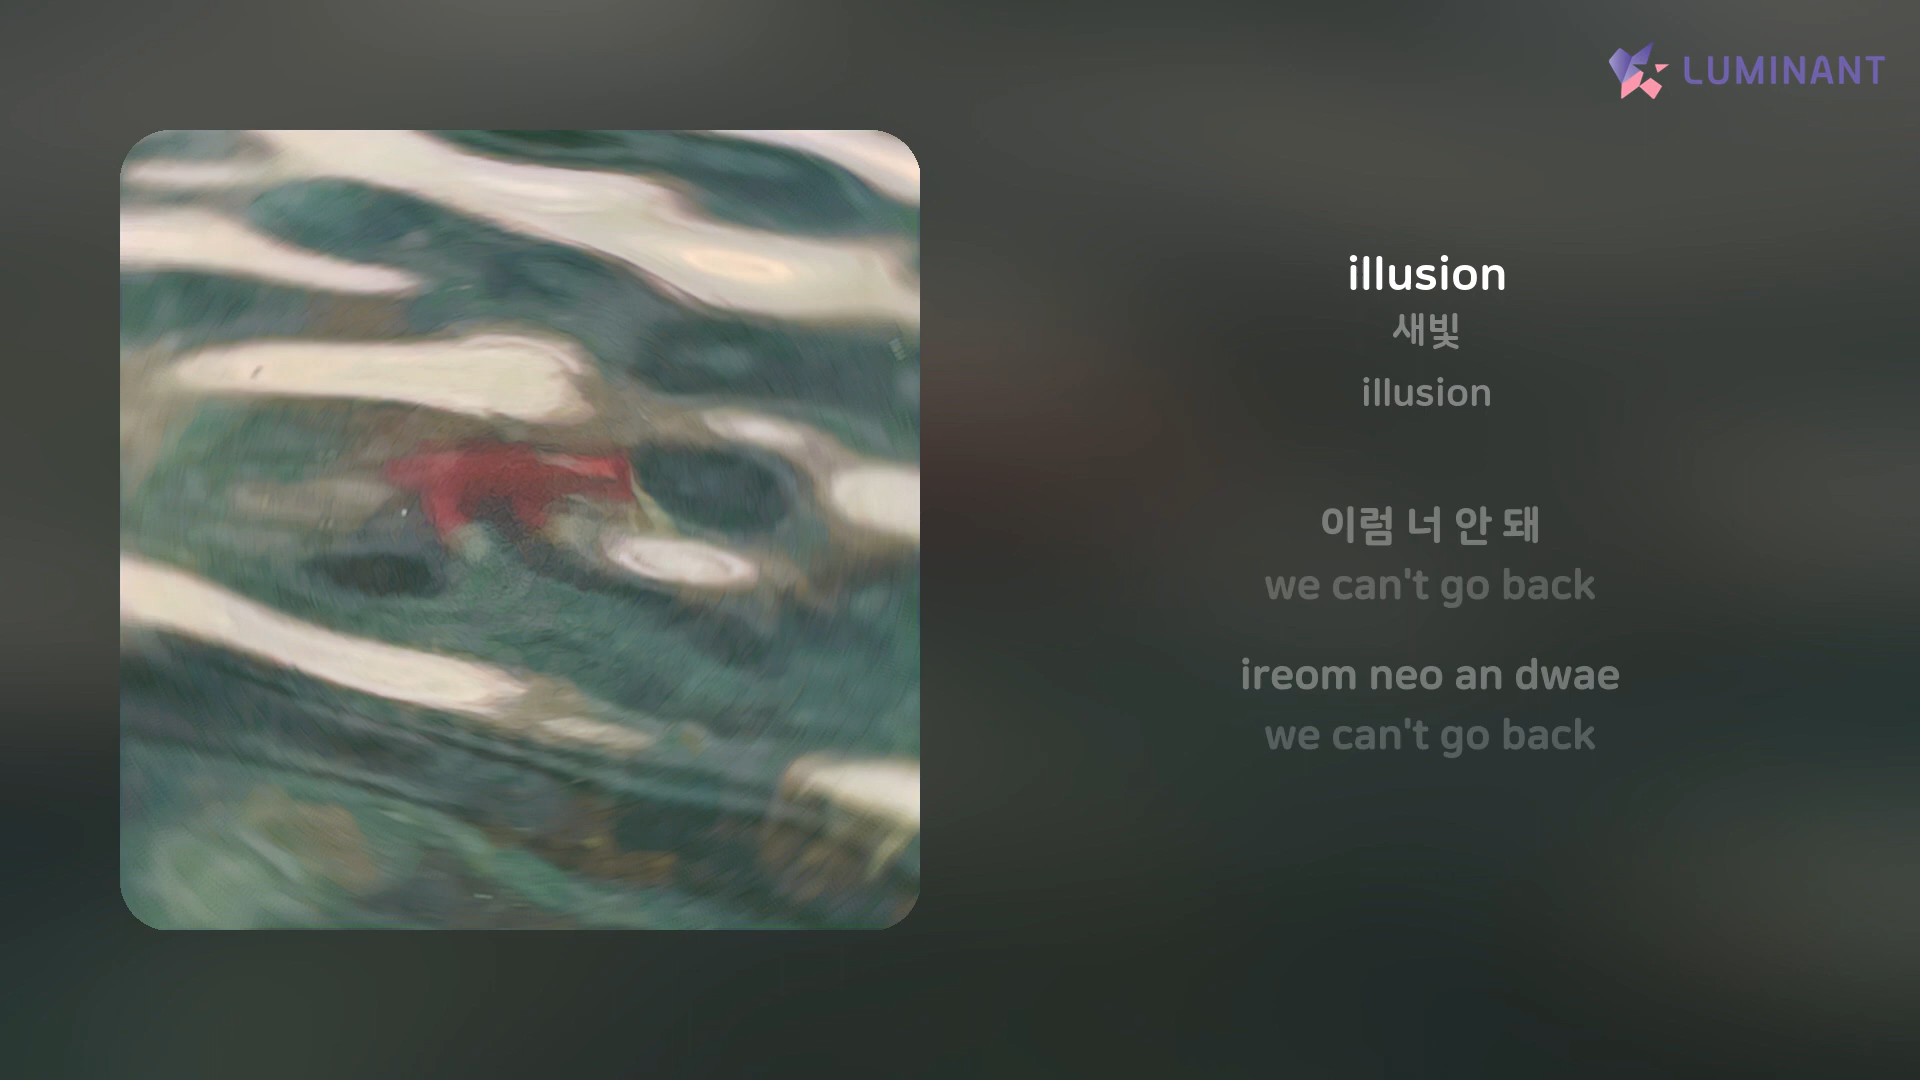 LUMINANT
illusion
새빛
illusion
이럼 너 안 돼
we can't go back
ireom neo an dwae
we can't go back